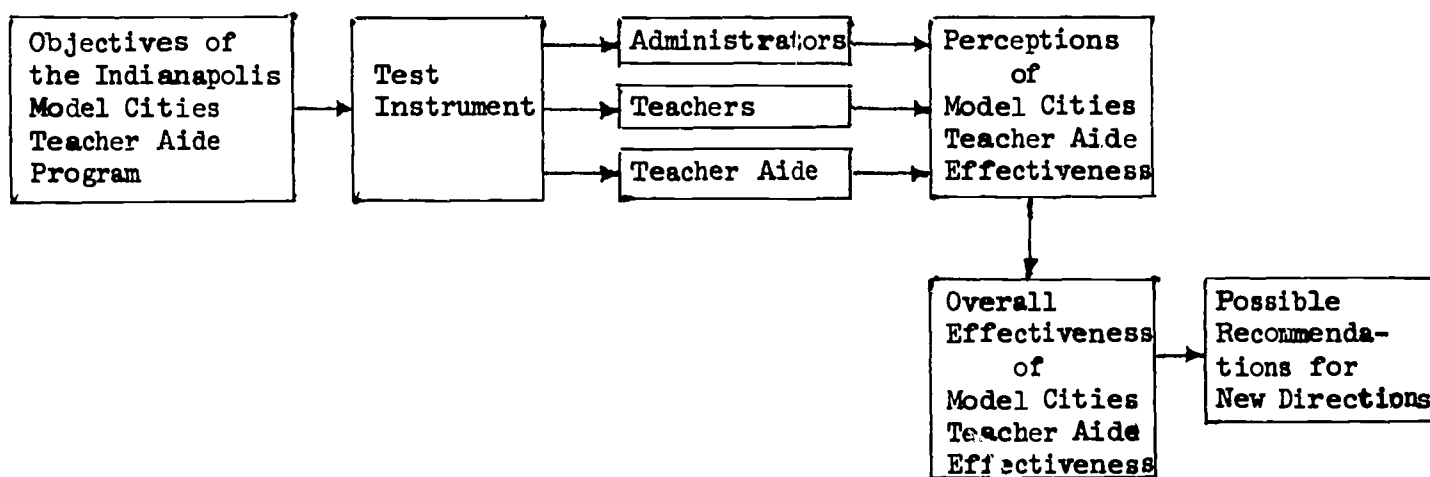 Objectives of
the Indianapolis
Model Cities
Teacher Aide
Program
Test
Instrument
Administrators
Teachers
Teacher Aide
Perceptions
of
Model Cities
Teacher Aide
Effectiveness
Overall
Effectiveness
of
Model Cities
Teacher Aide
Effectiveness
Possible
Recommenda-
tions for
New Directions